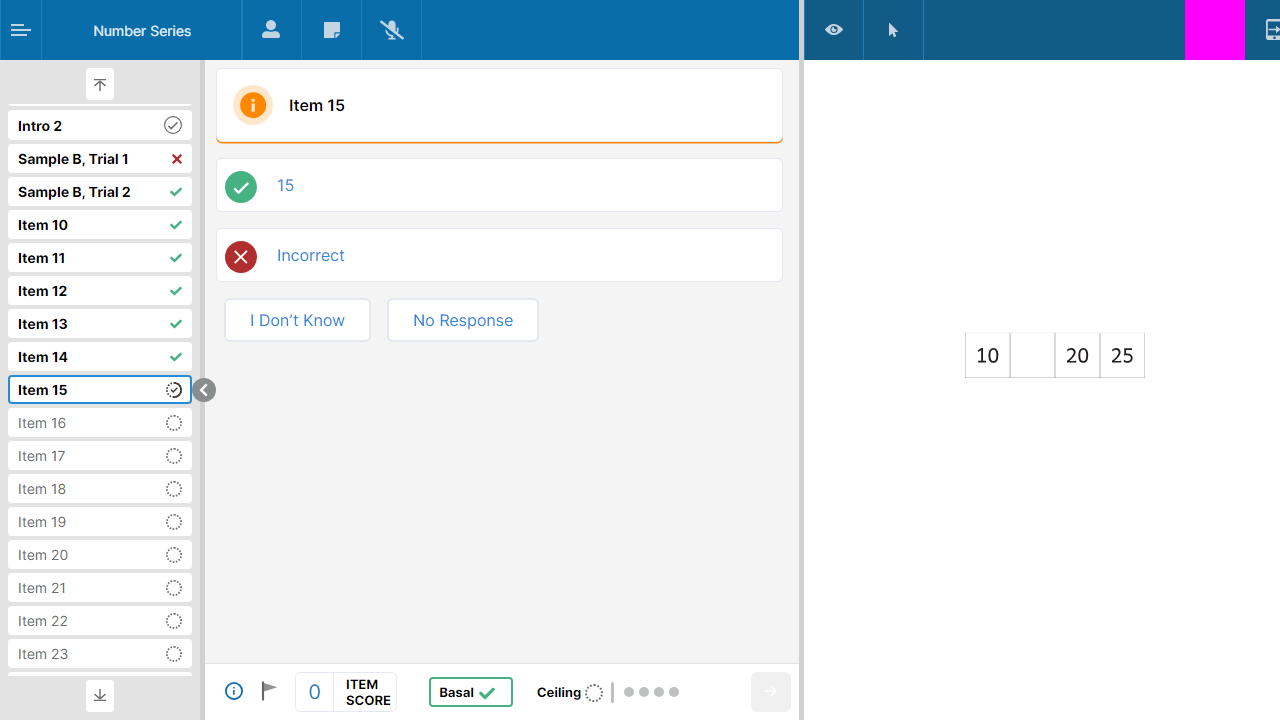 Number Series
Intro 2
Sample B, Trial 1
Sample B, Trial 2
Item 10
Item 11
Item 12
Item 13
Item 14
Item 15
Item 16
Item 17
Item 18
Item 19
Item 20
Item 21
Item 22
Item 23
Item 15
15
Incorrect
I Don’t Know
No Response
0
ITEM
SCORE
Basal
Ceiling
10 20 25